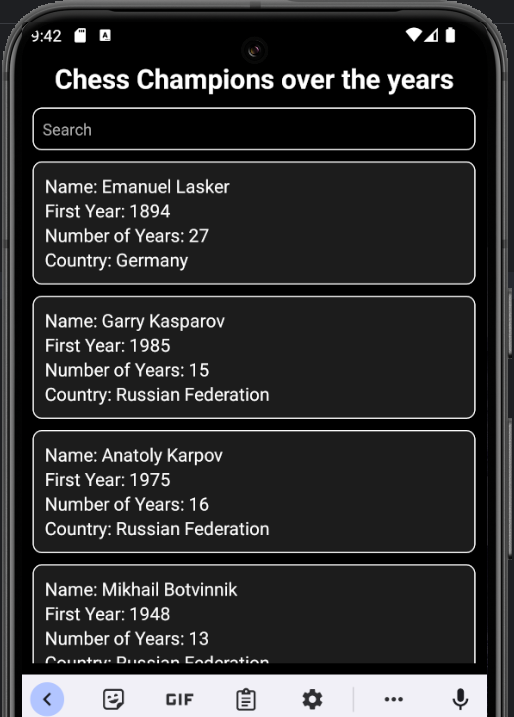 9:42
Chess Champions over the years
Search
Name: Emanuel Lasker
First Year: 1894
Number of Years: 27
Country: Germany
Name: Garry Kasparov
First Year: 1985
Number of Years: 15
Country: Russian Federation
Name: Anatoly Karpov
First Year: 1975
Number of Years: 16
Country: Russian Federation
Name: Mikhail Botvinnik
First Year: 1948
Number of Years: 13
Country: Russian Federation
GIF